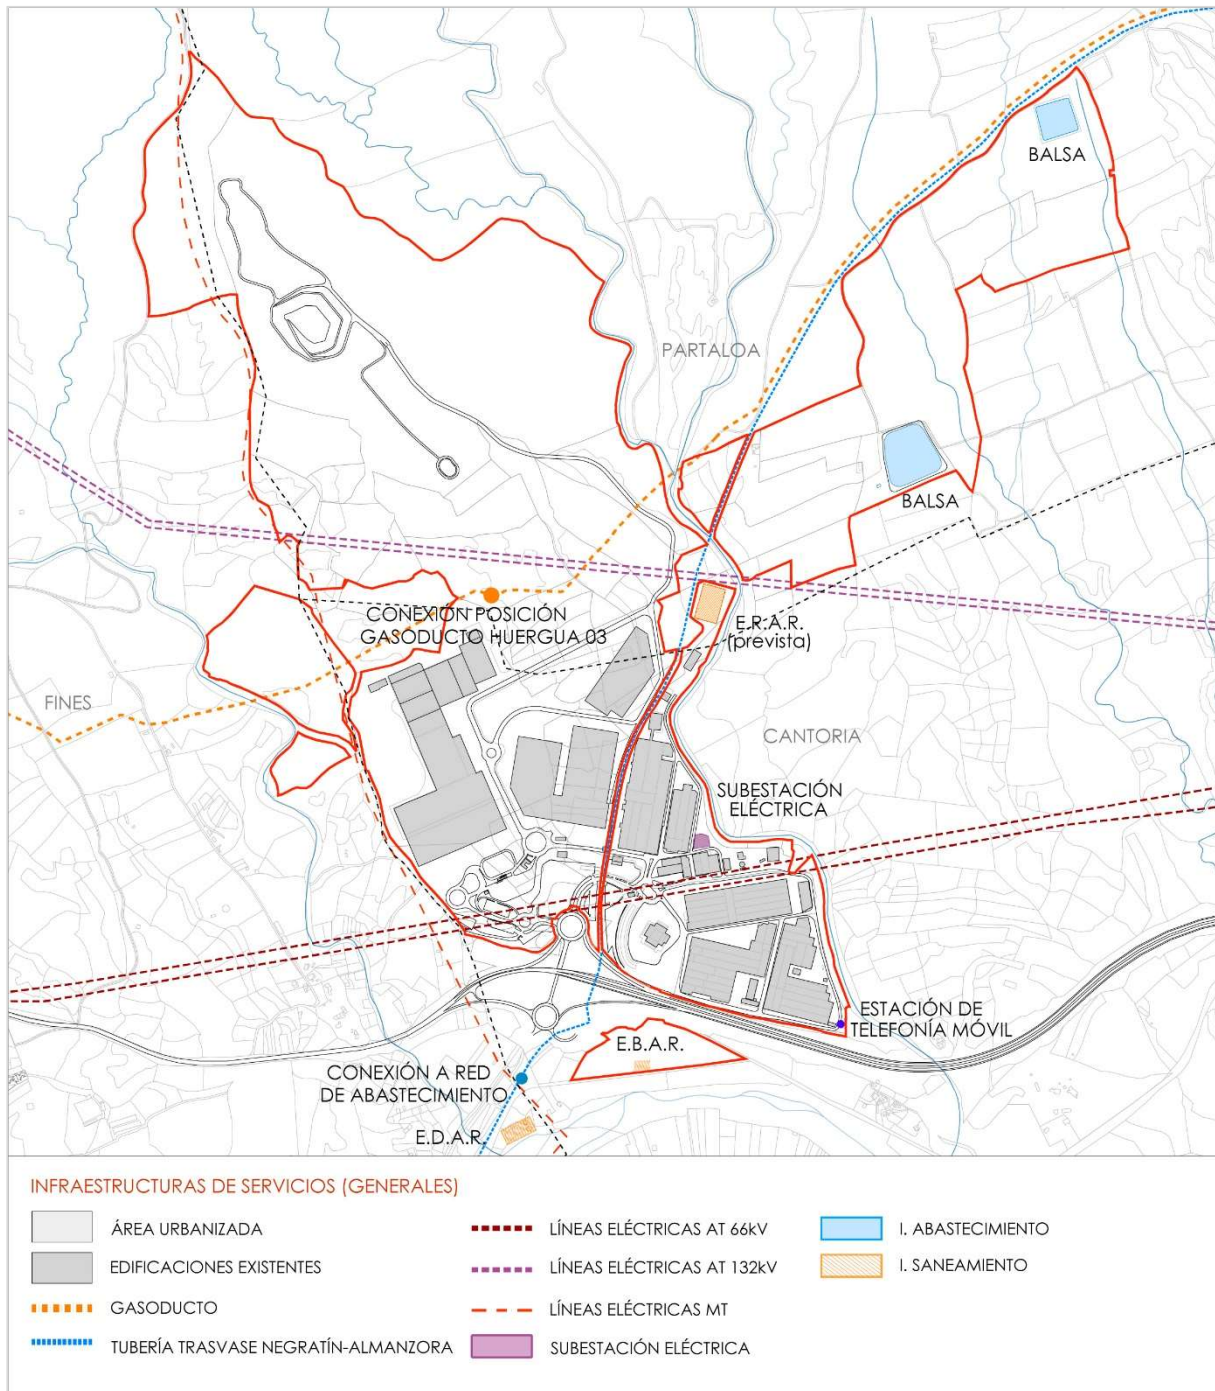 BALSA
PARTALOA
BALSA
CONEXIÓN POSICIÓN
GASODUCTO HUERGUA 03
E.R.A.R.
(prevista)
FINES
CANTORIA
SUBESTACIÓN
ELÉCTRICA
ESTACIÓN DE
TELEFONÍA MÓVIL
E.B.A.R.
CONEXIÓN A RED
DE ABASTECIMIENTO
E.D.A.R.
INFRAESTRUCTURAS DE SERVICIOS (GENERALES)
ÁREA URBANIZADA
EDIFICACIONES EXISTENTES
GASODUCTO
TUBERÍA TRASVASE NEGRATÍN-ALMANZORA
LÍNEAS ELÉCTRICAS AT 66kV
LÍNEAS ELÉCTRICAS AT 132kV
LÍNEAS ELÉCTRICAS MT
SUBESTACIÓN ELÉCTRICA
I. ABASTECIMIENTO
I. SANEAMIENTO